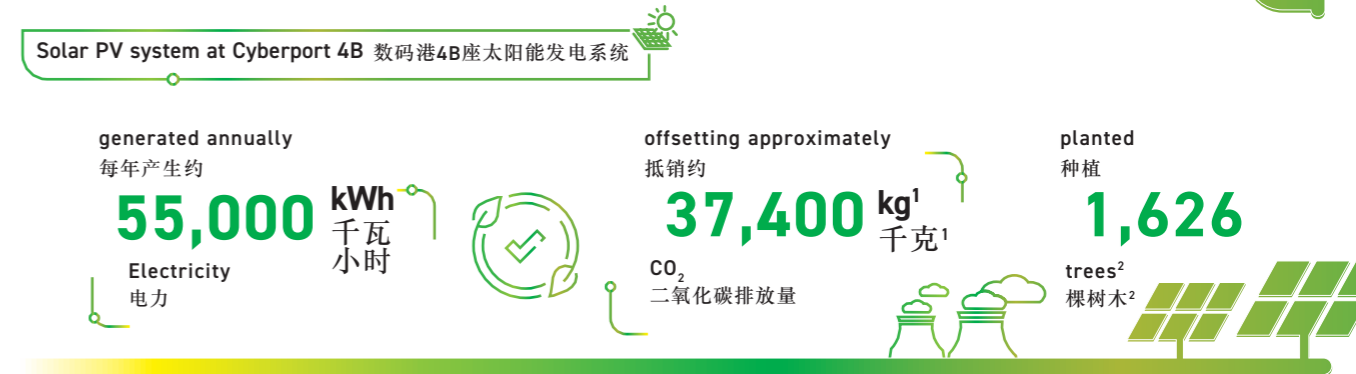 Solar PV system at Cyberport 4B 数码港4B座太阳能发电系统
generated annually
每年产生约
55,000 kWh
千瓦
小时
Electricity
电力
offsetting approximately
抵销约
37,400 kg¹
千克¹
CO₂
二氧化碳排放量
planted
种植
1,626
trees²
棵树木²